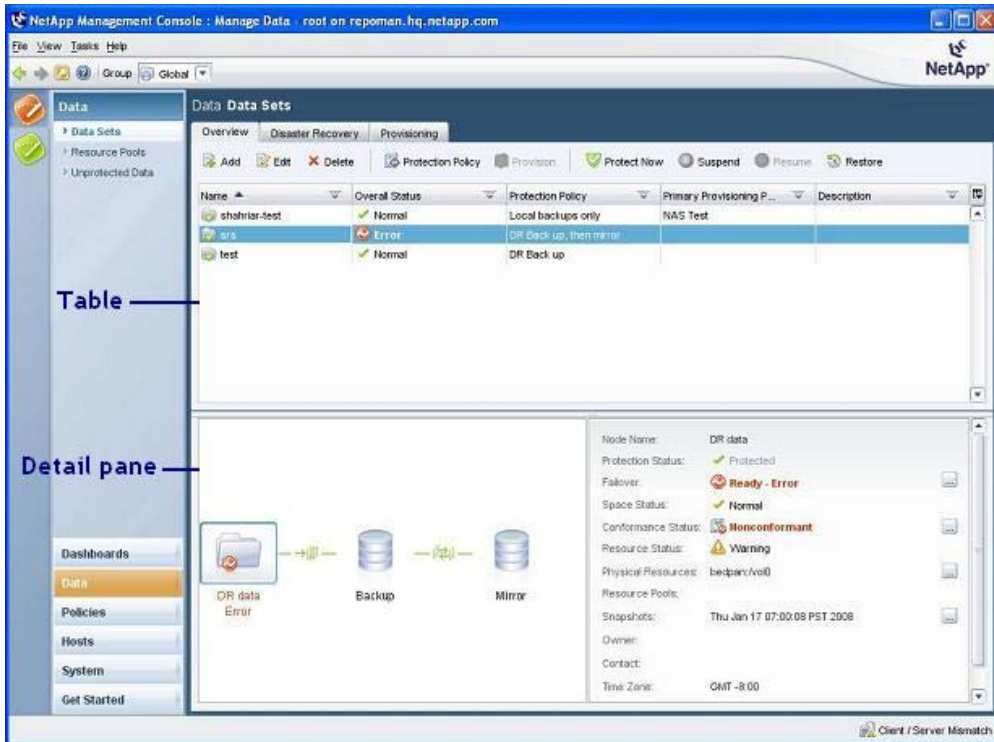 NetApp Management Console : Manage Data - root on repoman.hq.netapp.com
File View Tasks Help
NetApp
Group Global
Data
Data Sets
Resource Pools
Unprotected Data
Data Data Sets
Overview Disaster Recovery Provisioning
Add Edit Delete Protection Policy Provision Protect Now Suspend Resume Restore
Name Overall Status Protection Policy Primary Provisioning P... Description
shahriar-test Normal Local backups only NAS Test
srs Error DR Back up, then mirror
test Normal DR Back up
Table
Detail pane
DR data
Error
Backup
Mirror
Node Name: DR data
Protection Status: Protected
Failover: Ready - Error
Space Status: Normal
Conformance Status: Nonconformant
Resource Status: Warning
Physical Resources: bedpan:/vol0
Resource Pools:
Snapshots: Thu Jan 17 07:00:08 PST 2008
Owner:
Contact:
Time Zone: GMT -8:00
Dashboards
Data
Policies
Hosts
System
Get Started
Client / Server Mismatch